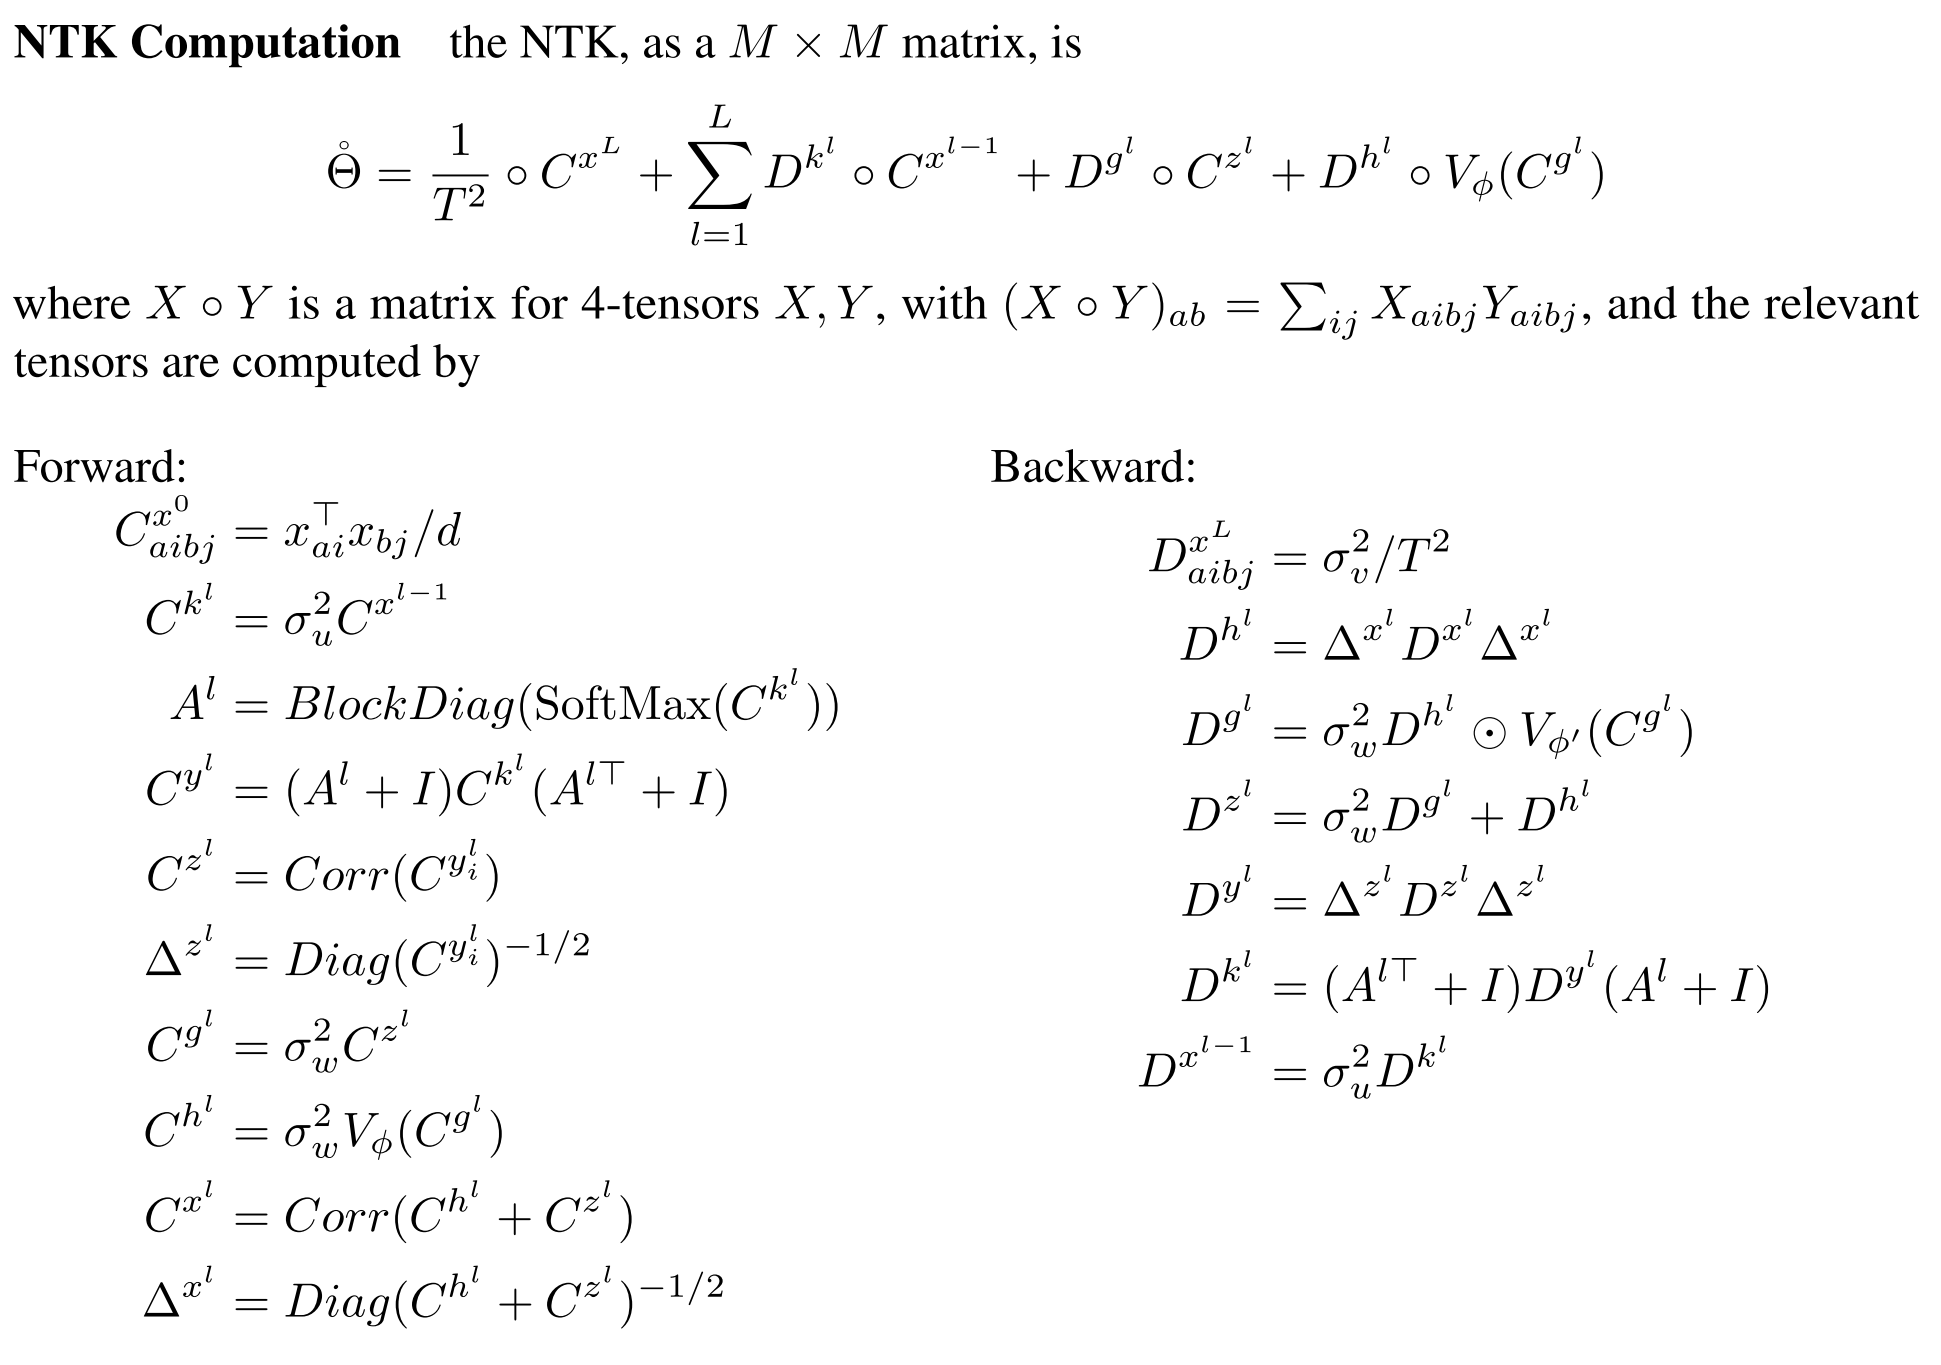 **NTK Computation** the NTK, as a $M \times M$ matrix, is
$$\mathring{\Theta} = \frac{1}{T^2} \circ C^{x^L} + \sum_{l=1}^{L} D^{k^l} \circ C^{x^{l-1}} + D^{g^l} \circ C^{z^l} + D^{h^l} \circ V_\phi(C^{g^l})$$
where $X \circ Y$ is a matrix for 4-tensors $X, Y$, with $(X \circ Y)_{ab} = \sum_{ij} X_{aibj} Y_{aibj}$, and the relevant
tensors are computed by
Forward:
$C^{x^0}_{aibj} = x_{ai}^\top x_{bj}/d$
$C^{k^l} = \sigma_u^2 C^{x^{l-1}}$
$A^l = BlockDiag(\mathrm{SoftMax}(C^{k^l}))$
$C^{y^l} = (A^l + I)C^{k^l}(A^{l\top} + I)$
$C^{z^l} = Corr(C^{y_i^l})$
$\Delta^{z^l} = Diag(C^{y_i^l})^{-1/2}$
$C^{g^l} = \sigma_w^2 C^{z^l}$
$C^{h^l} = \sigma_w^2 V_\phi(C^{g^l})$
$C^{x^l} = Corr(C^{h^l} + C^{z^l})$
$\Delta^{x^l} = Diag(C^{h^l} + C^{z^l})^{-1/2}$
Backward:
$D^{x^L}_{aibj} = \sigma_v^2/T^2$
$D^{h^l} = \Delta^{x^l} D^{x^l} \Delta^{x^l}$
$D^{g^l} = \sigma_w^2 D^{h^l} \odot V_{\phi'}(C^{g^l})$
$D^{z^l} = \sigma_w^2 D^{g^l} + D^{h^l}$
$D^{y^l} = \Delta^{z^l} D^{z^l} \Delta^{z^l}$
$D^{k^l} = (A^{l\top} + I)D^{y^l}(A^l + I)$
$D^{x^{l-1}} = \sigma_u^2 D^{k^l}$